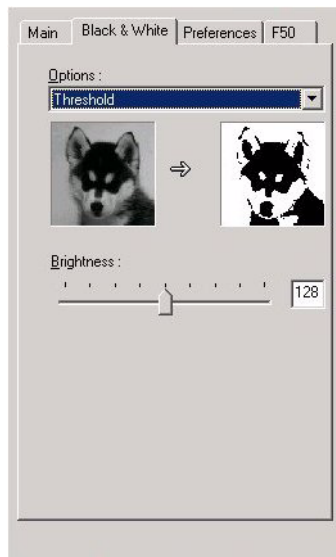 Main Black & White Preferences F50
Options :
Threshold
Brightness :
128